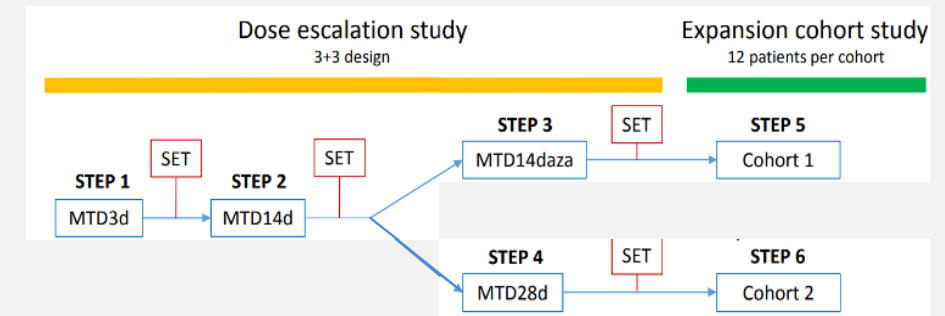 Dose escalation study
3+3 design
Expansion cohort study
12 patients per cohort
STEP 1
MTD3d
SET
STEP 2
MTD14d
SET
STEP 3
MTD14daza
SET
STEP 5
Cohort 1
STEP 4
MTD28d
SET
STEP 6
Cohort 2